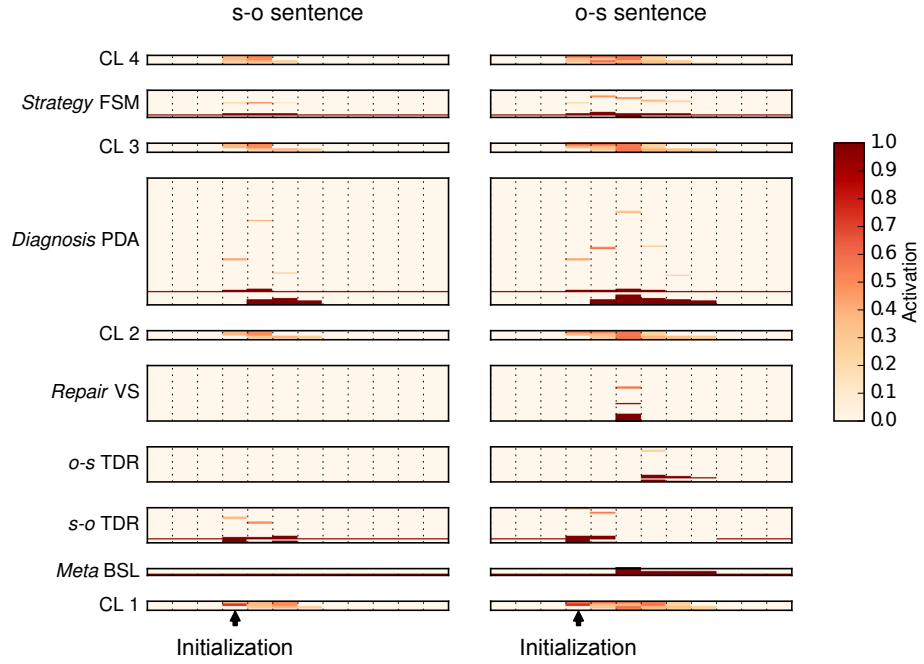 s-o sentence
o-s sentence
CL 4
Strategy FSM
CL 3
Diagnosis PDA
CL 2
Repair VS
o-s TDR
s-o TDR
Meta BSL
CL 1
Initialization
Initialization
1.0
0.9
0.8
0.7
0.6
0.5
0.4
0.3
0.2
0.1
0.0
Activation